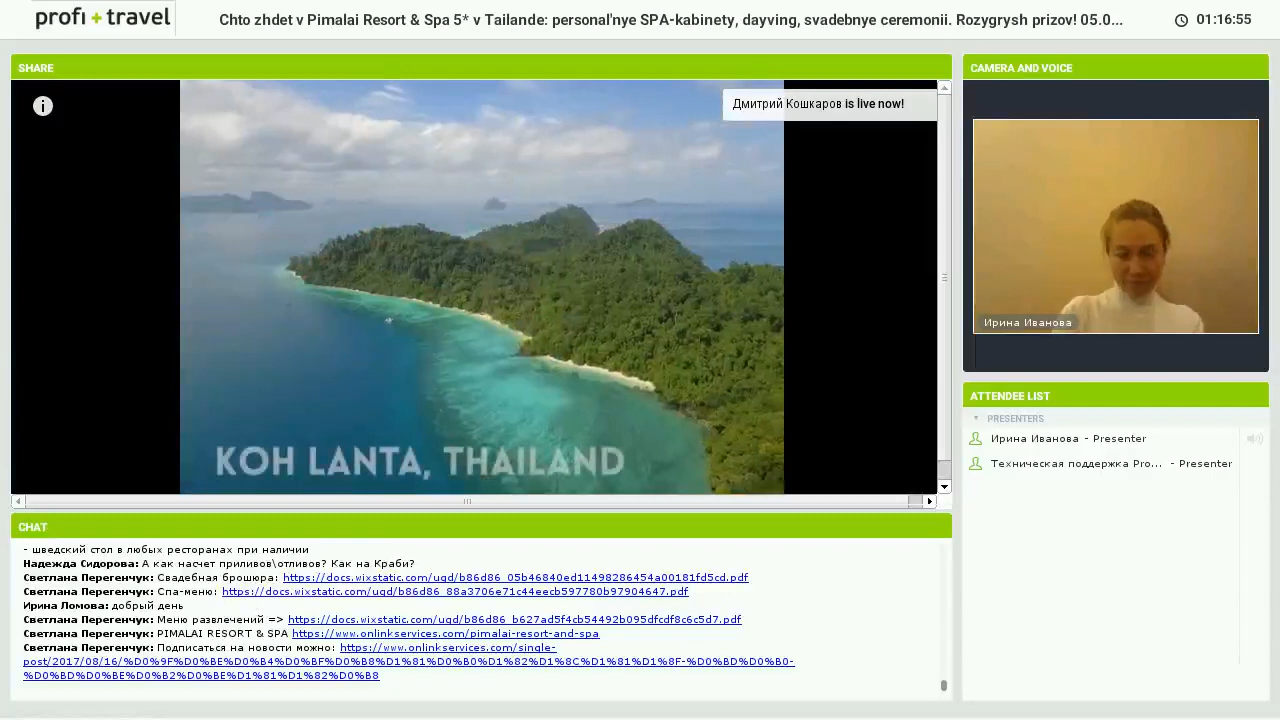 profi + travel
Chto zhdet v Pimalai Resort & Spa 5* v Tailande: personal'nye SPA-kabinety, dayving, svadebnye ceremonii. Rozygrysh prizov! 05.0...
01:16:55
SHARE
i
Дмитрий Кошкаров is live now!
KOH LANTA, THAILAND
CAMERA AND VOICE
Ирина Иванова
ATTENDEE LIST
PRESENTERS
Ирина Иванова - Presenter
Техническая поддержка Pro... - Presenter
CHAT
- шведский стол в любых ресторанах при наличии
Надежда Сидорова: А как насчет приливов\отливов? Как на Краби?
Светлана Перегенчук: Свадебная брошюра: https://docs.wixstatic.com/ugd/b86d86_05b46840ed11498286454a00181fd5cd.pdf
Светлана Перегенчук: Спа-меню: https://docs.wixstatic.com/ugd/b86d86_88a3706e71c44eecb597780b97904647.pdf
Ирина Ломова: добрый день
Светлана Перегенчук: Меню развлечений => https://docs.wixstatic.com/ugd/b86d86_b627ad5f4cb54492b095dfcdf8c6c5d7.pdf
Светлана Перегенчук: PIMALAI RESORT & SPA https://www.onlinkservices.com/pimalai-resort-and-spa
Светлана Перегенчук: Подписаться на новости можно: https://www.onlinkservices.com/single-
post/2017/08/16/%D0%9F%D0%BE%D0%B4%D0%BF%D0%B8%D1%81%D0%B0%D1%82%D1%8C%D1%81%D1%8F-%D0%BD%D0%B0-
%D0%BD%D0%BE%D0%B2%D0%BE%D1%81%D1%82%D0%B8